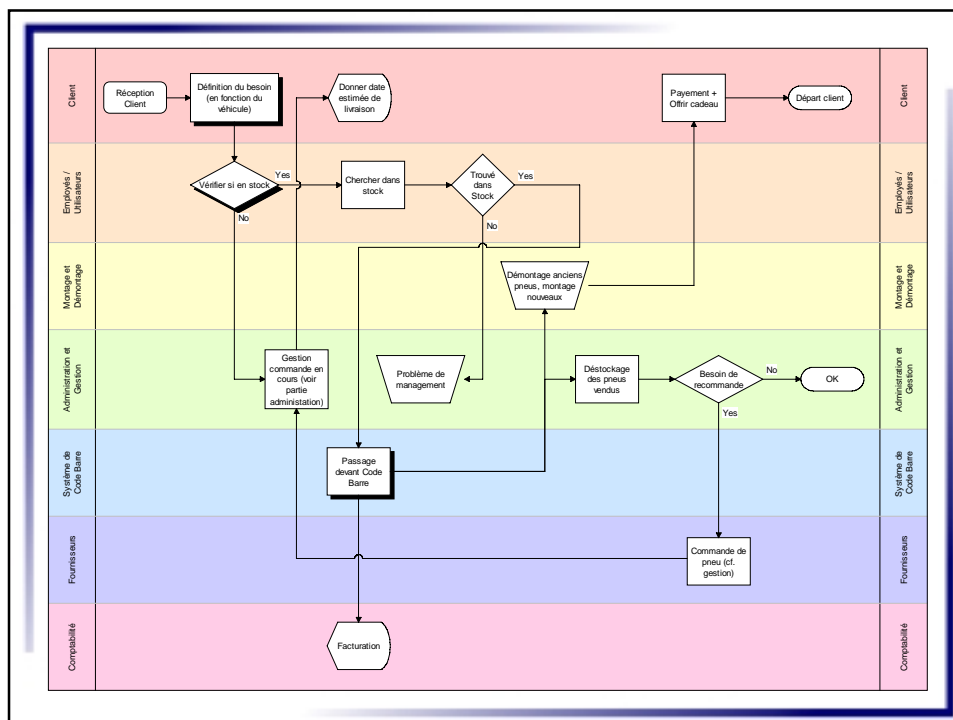 Client
Réception
Client
Définition du besoin
(en fonction du
véhicule)
Donner date
estimée de
livraison
Payement +
Offrir cadeau
Départ client
Client
Employés /
Utilisateurs
Vérifier si en stock
Yes
No
Chercher dans
stock
Trouvé
dans
Stock
Yes
No
Employés /
Utilisateurs
Montage et
Démontage
Démontage anciens
pneus, montage
nouveaux
Montage et
Démontage
Administration et
Gestion
Gestion
commande en
cours (voir
partie
administation)
Problème de
management
Déstockage
des pneus
vendus
Besoin de
recommande
No
Yes
OK
Administration et
Gestion
Système de
Code Barre
Passage
devant Code
Barre
Système de
Code Barre
Fournisseurs
Commande de
pneu (cf.
gestion)
Fournisseurs
Comptabilité
Facturation
Comptabilité